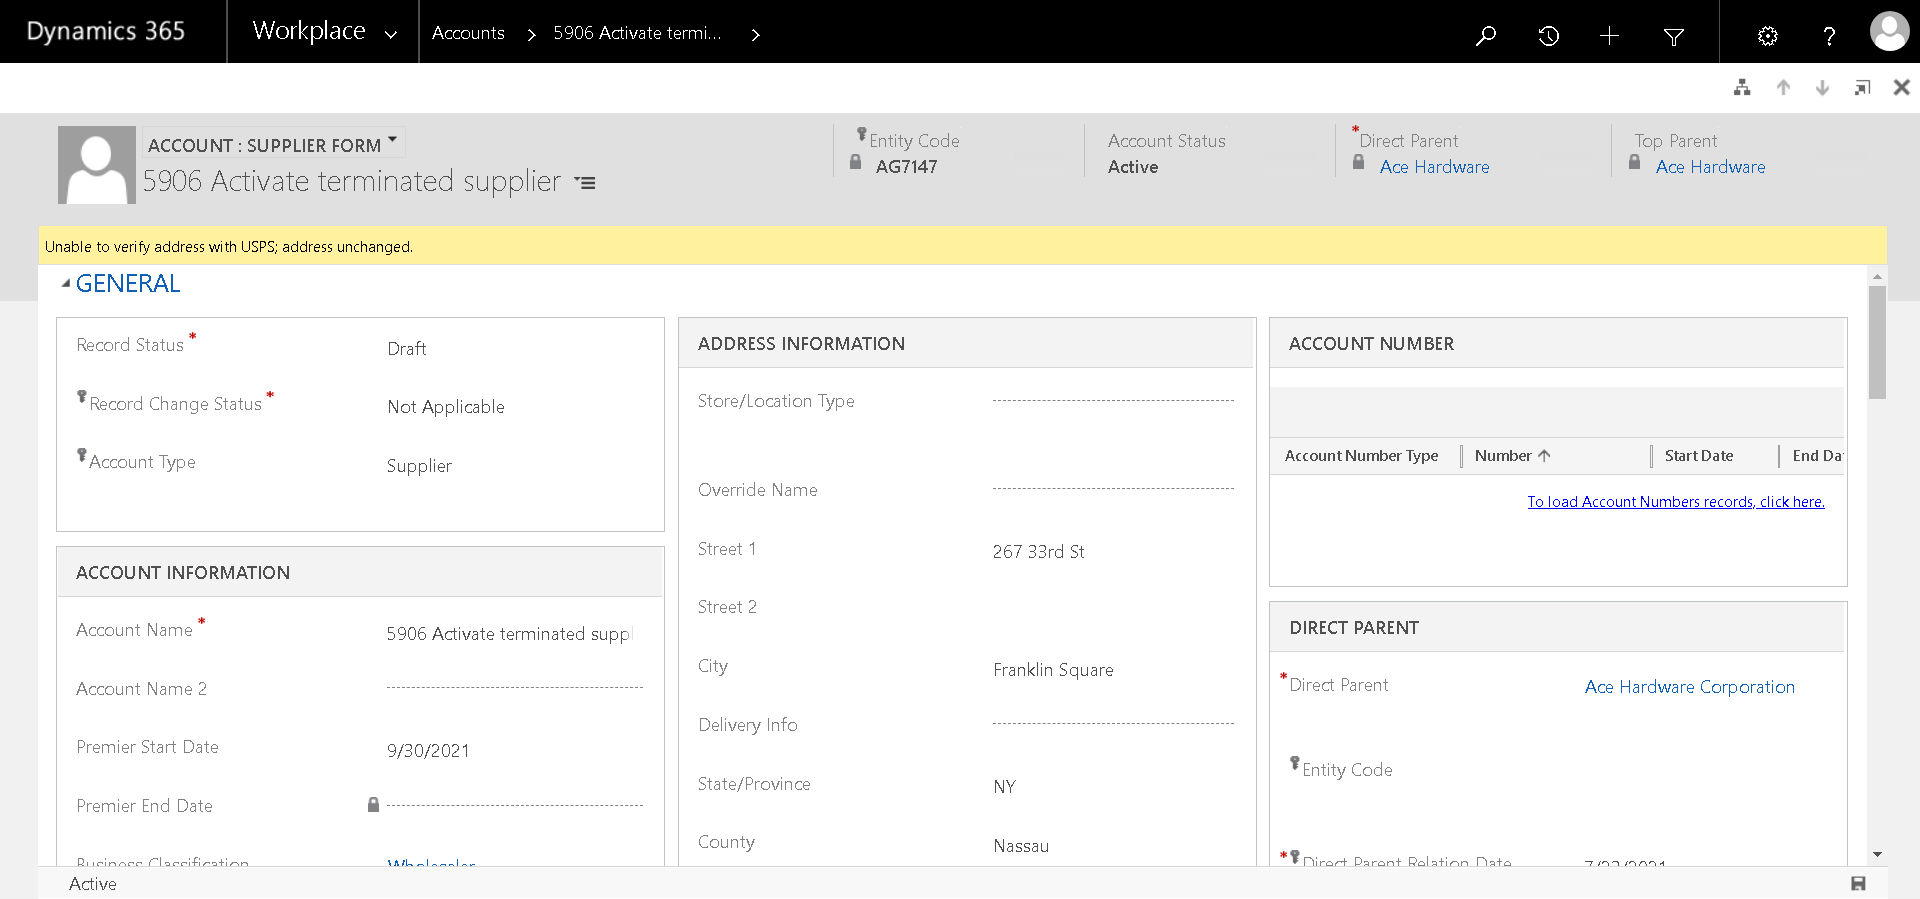 Dynamics 365
Workplace
Accounts
5906 Activate termi...
ACCOUNT : SUPPLIER FORM
5906 Activate terminated supplier
Entity Code
AG7147
Account Status
Active
*Direct Parent
Ace Hardware
Top Parent
Ace Hardware
Unable to verify address with USPS; address unchanged.
GENERAL
Record Status *
Draft
Record Change Status *
Not Applicable
Account Type
Supplier
ACCOUNT INFORMATION
Account Name *
5906 Activate terminated suppl
Account Name 2
Premier Start Date
9/30/2021
Premier End Date
Business Classification
Wholesaler
ADDRESS INFORMATION
Store/Location Type
Override Name
Street 1
267 33rd St
Street 2
City
Franklin Square
Delivery Info
State/Province
NY
County
Nassau
ACCOUNT NUMBER
Account Number Type
Number
Start Date
End Da
To load Account Numbers records, click here.
DIRECT PARENT
*Direct Parent
Ace Hardware Corporation
Entity Code
*Direct Parent Relation Date
7/23/2021
Active